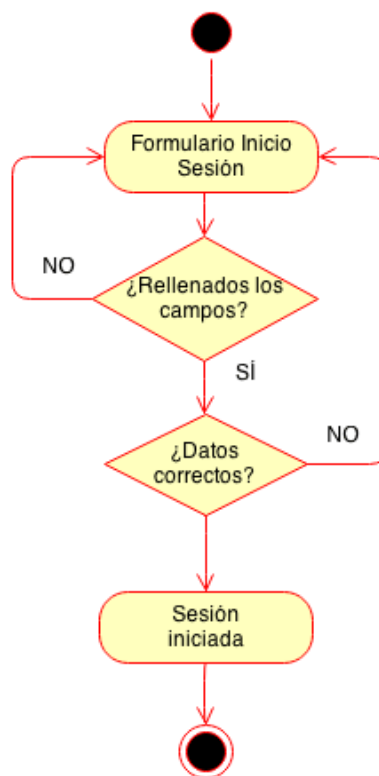 Formulario Inicio
Sesión
NO
¿Rellenados los
campos?
SÍ
NO
¿Datos
correctos?
Sesión
iniciada